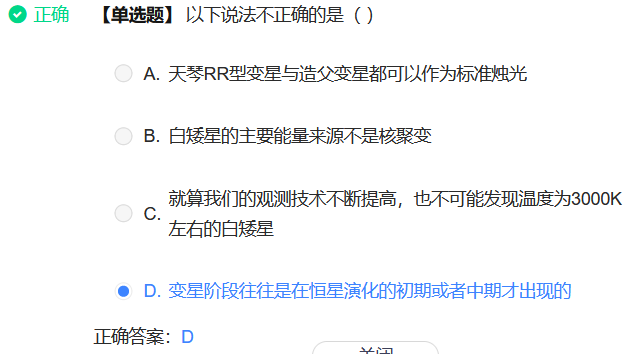 正确 【单选题】 以下说法不正确的是（ ）
A. 天琴RR型变星与造父变星都可以作为标准烛光
B. 白矮星的主要能量来源不是核聚变
C. 就算我们的观测技术不断提高，也不可能发现温度为3000K
左右的白矮星
D. 变星阶段往往是在恒星演化的初期或者中期才出现的
正确答案：D
关闭